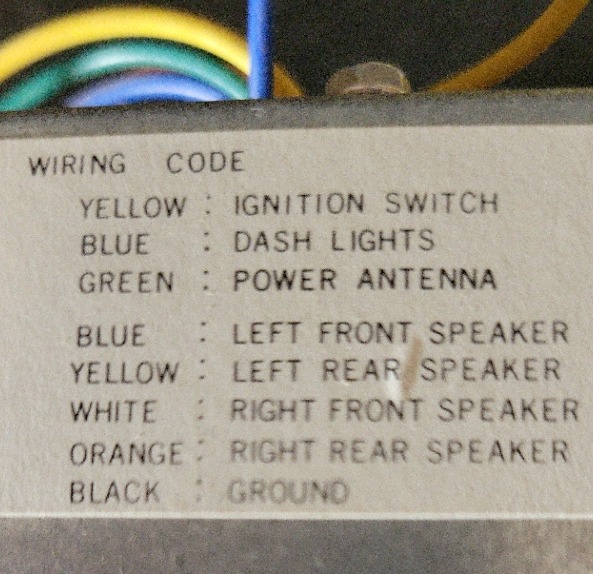 WIRING CODE
YELLOW : IGNITION SWITCH
BLUE : DASH LIGHTS
GREEN : POWER ANTENNA
BLUE : LEFT FRONT SPEAKER
YELLOW : LEFT REAR SPEAKER
WHITE : RIGHT FRONT SPEAKER
ORANGE : RIGHT REAR SPEAKER
BLACK : GROUND